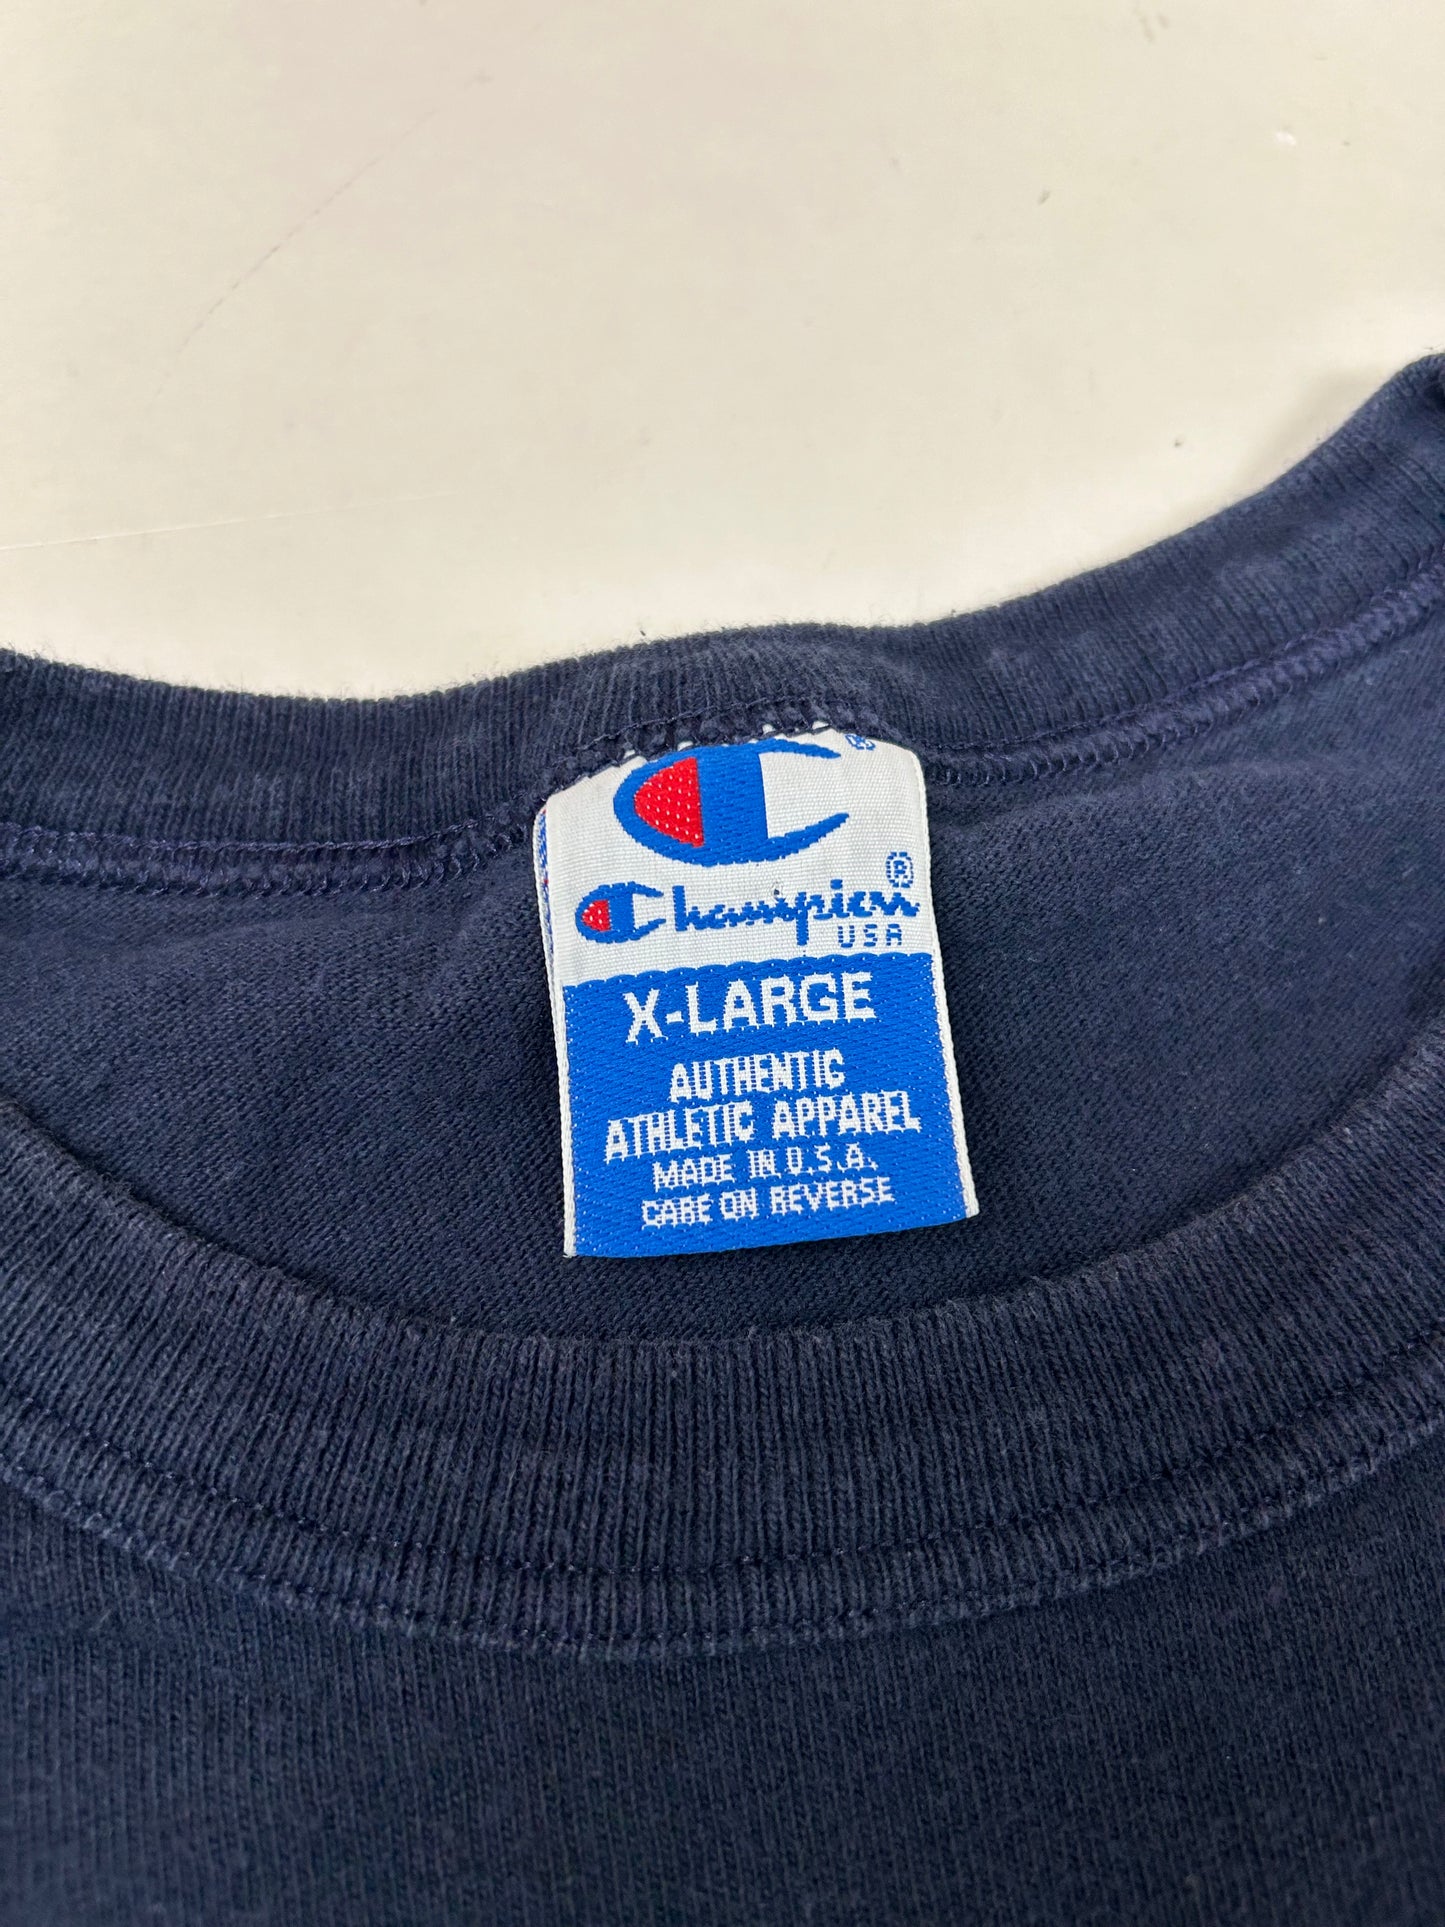 ®
Champion®
USA
X-LARGE
AUTHENTIC
ATHLETIC APPAREL
MADE IN U.S.A.
CARE ON REVERSE